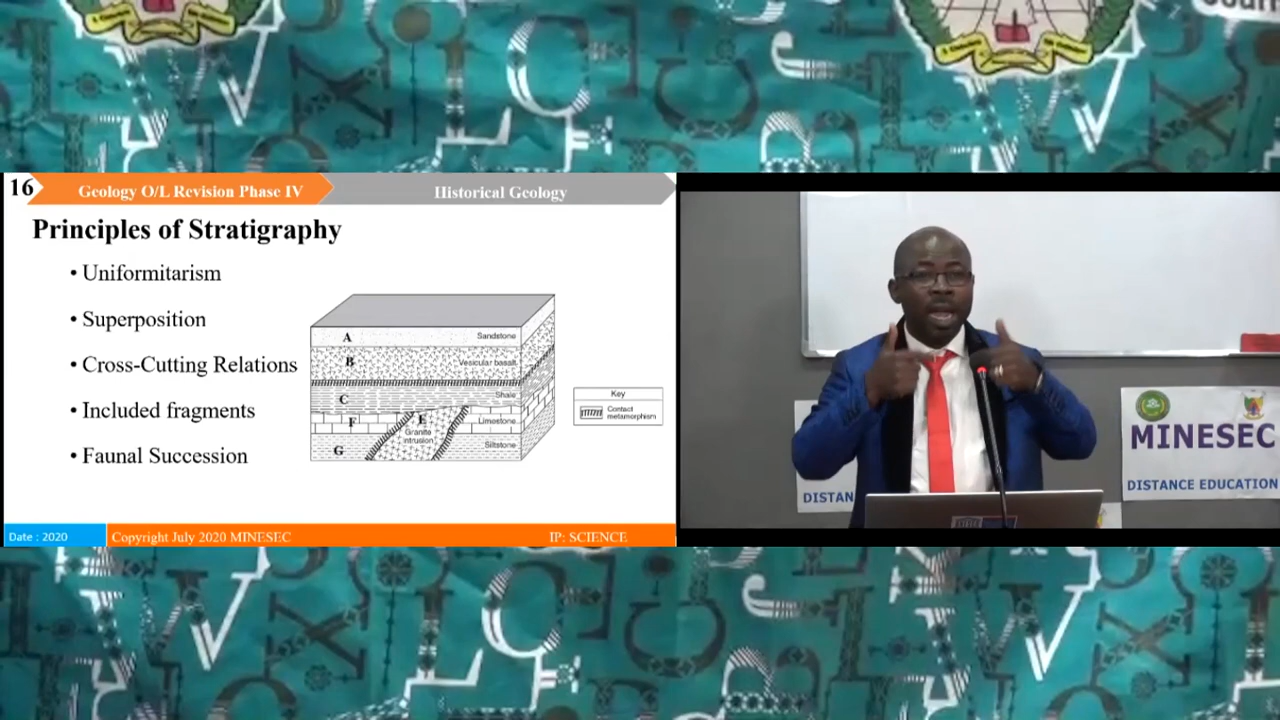 16
Geology O/L Revision Phase IV
Historical Geology
Principles of Stratigraphy
• Uniformitarism
• Superposition
• Cross-Cutting Relations
• Included fragments
• Faunal Succession
A
Sandstone
B
Vesicular basalt
C
Shale
F
E
Limestone
Granite
intrusion
G
Siltstone
Key
Contact
metamorphism
Date : 2020
Copyright July 2020 MINESEC
IP: SCIENCE
MINESEC
DISTANCE EDUCATION
DISTAN